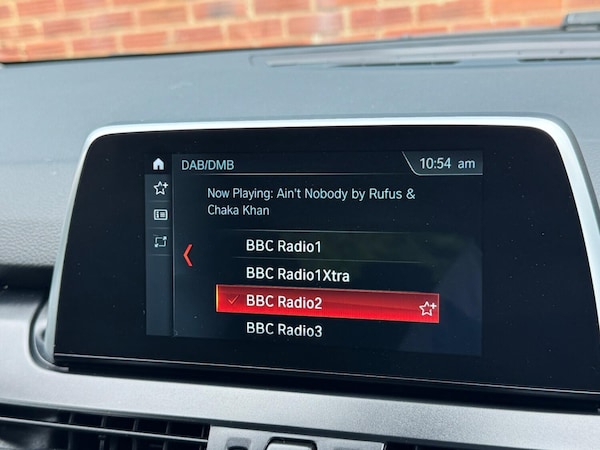 DAB/DMB
10:54 am
Now Playing: Ain't Nobody by Rufus &
Chaka Khan
BBC Radio1
BBC Radio1Xtra
BBC Radio2
BBC Radio3